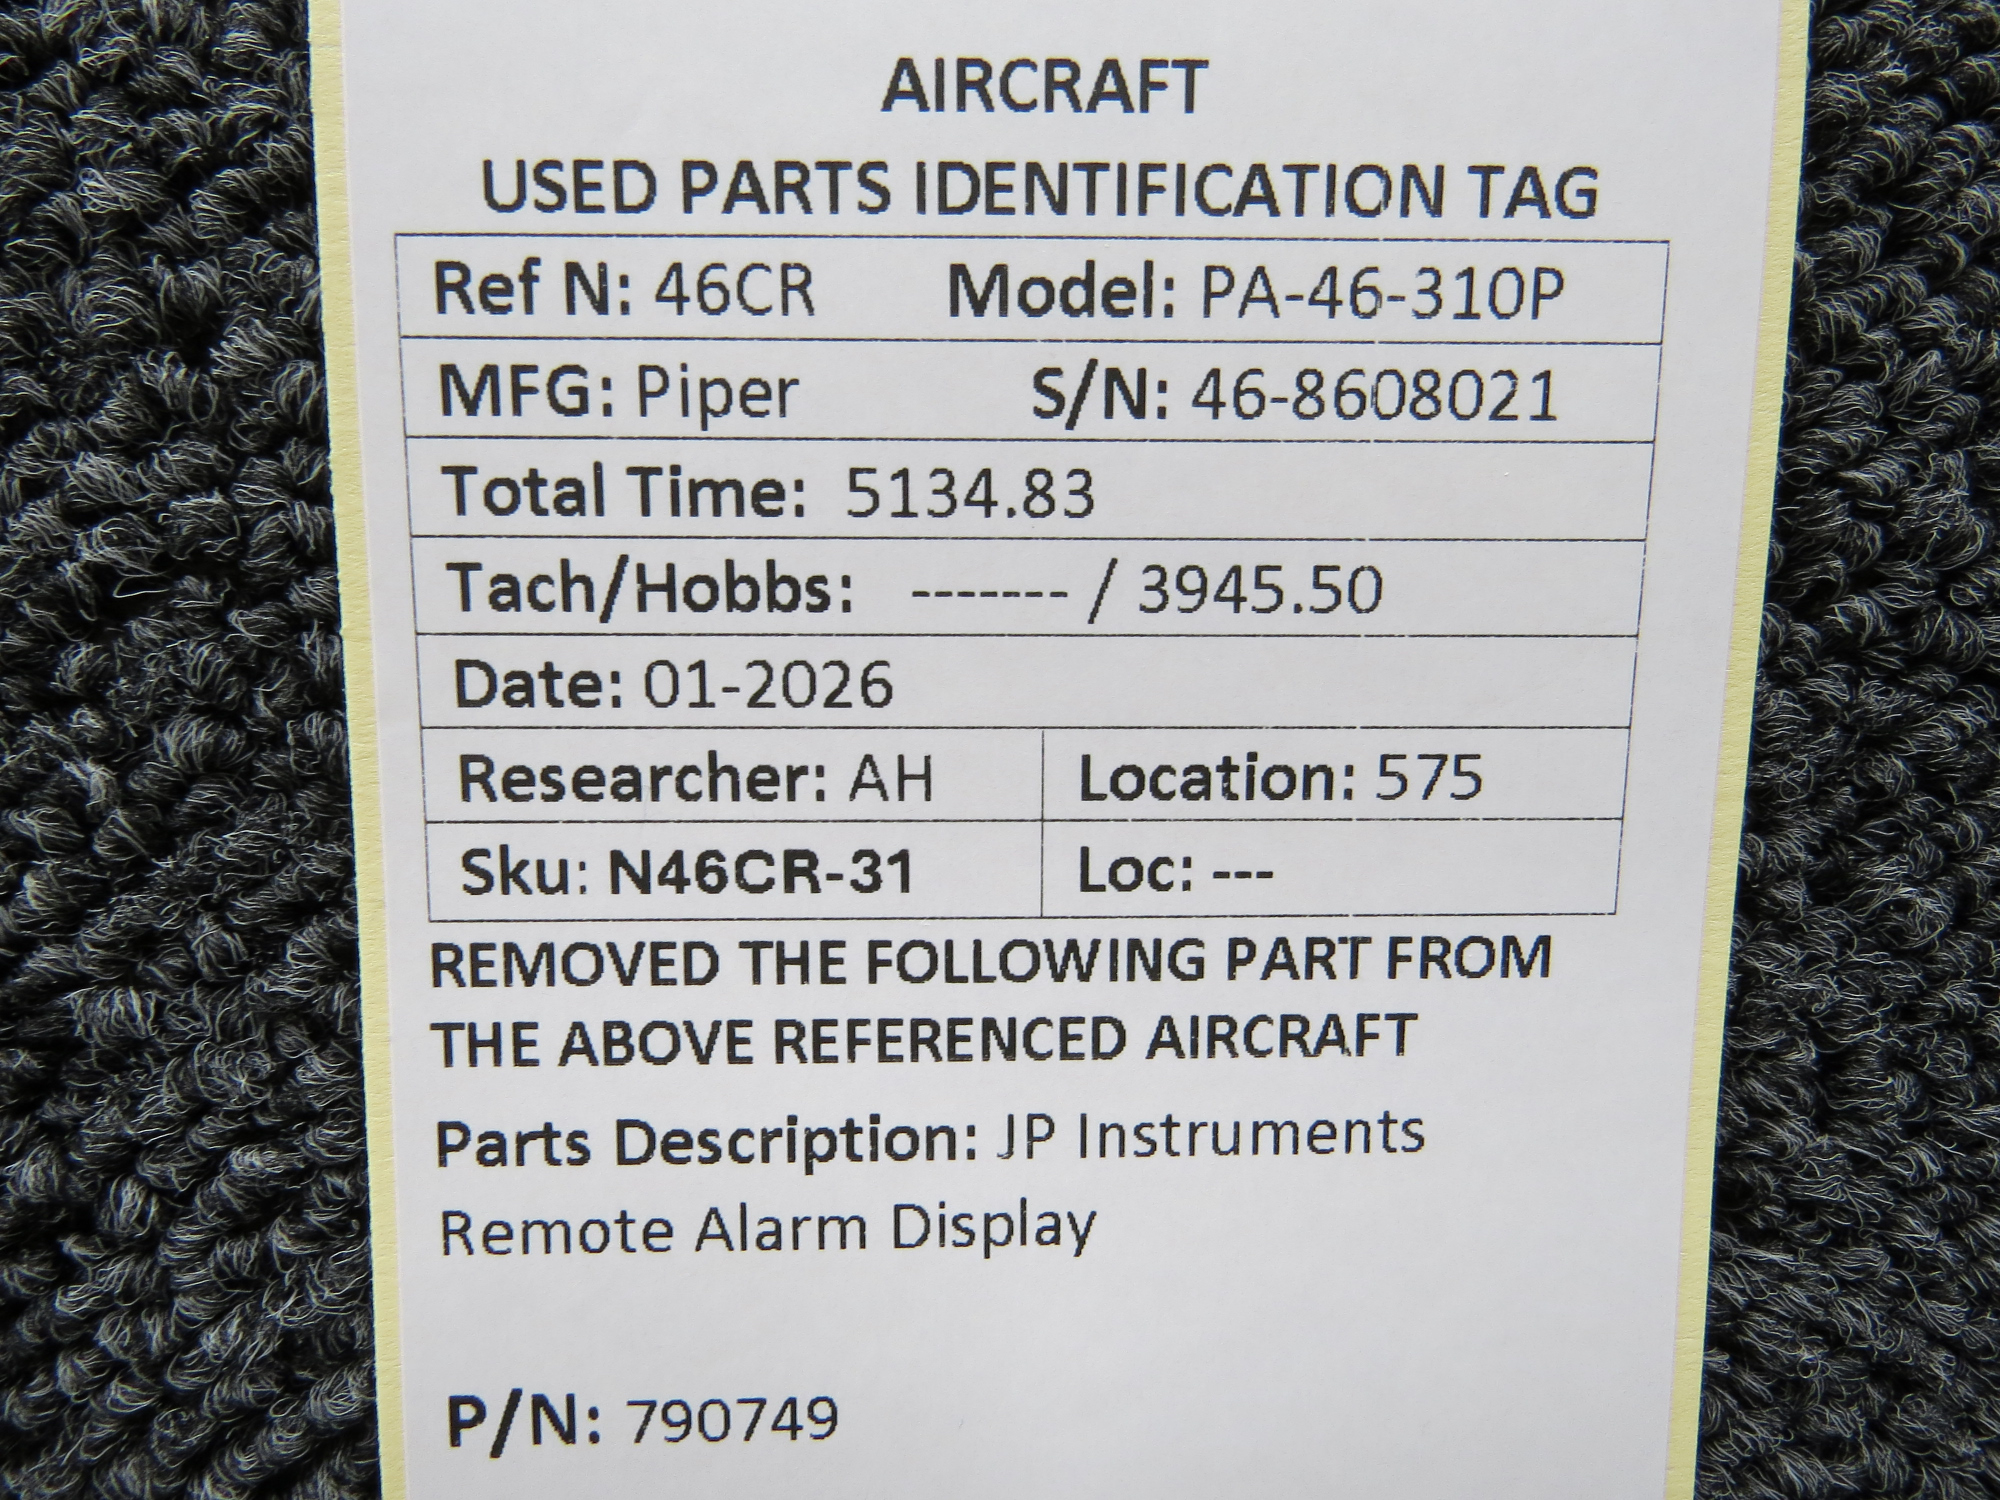 AIRCRAFT
USED PARTS IDENTIFICATION TAG
Ref N: 46CR Model: PA-46-310P
MFG: Piper S/N: 46-8608021
Total Time: 5134.83
Tach/Hobbs: ------- / 3945.50
Date: 01-2026
Researcher: AH Location: 575
Sku: N46CR-31 Loc: ---
REMOVED THE FOLLOWING PART FROM
THE ABOVE REFERENCED AIRCRAFT
Parts Description: JP Instruments
Remote Alarm Display
P/N: 790749